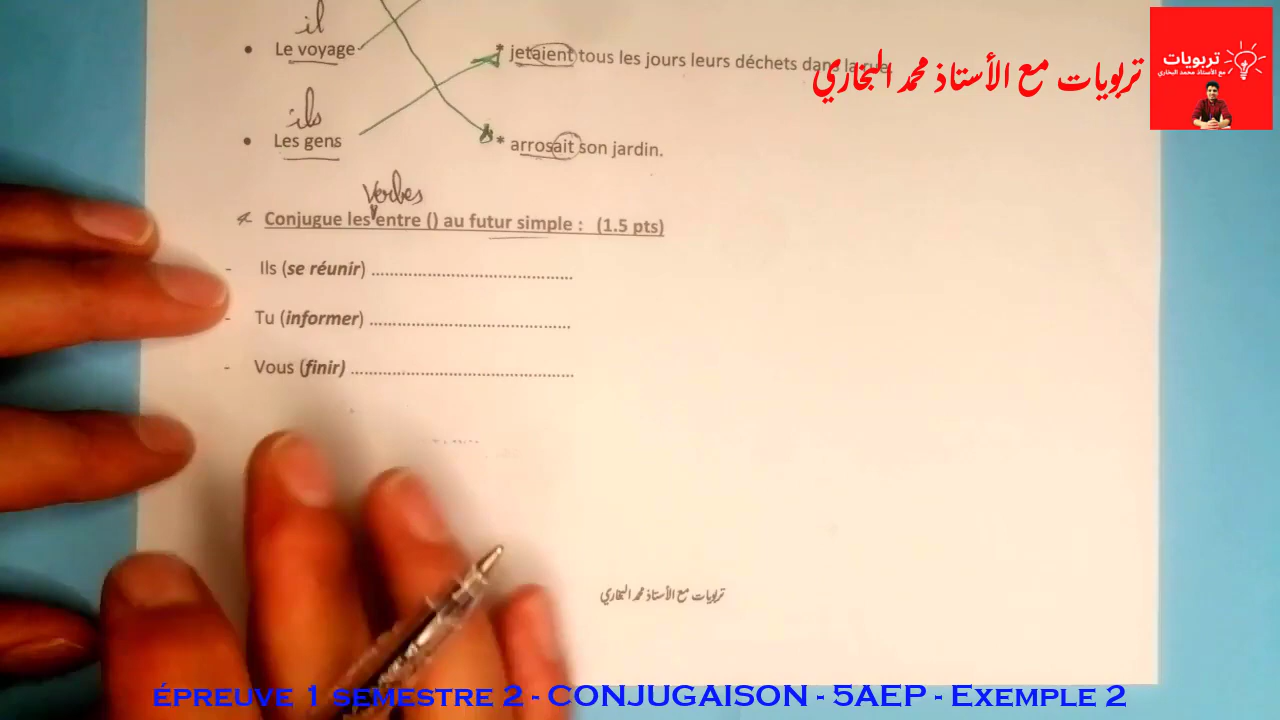 il
• Le voyage
* jetaient tous les jours leurs déchets dans la rue.
تربويات مع الأستاذ محمد البخاري
تربويات
مع الأستاذ محمد البخاري
ils
• Les gens
* arrosait son jardin.
verbes
Conjugue les entre () au futur simple : (1.5 pts)
- Ils (se réunir) ..........................................
- Tu (informer) ..........................................
- Vous (finir) ..............................................
تربويات مع الأستاذ محمد البخاري
épreuve 1 semestre 2 - CONJUGAISON - 5AEP - Exemple 2